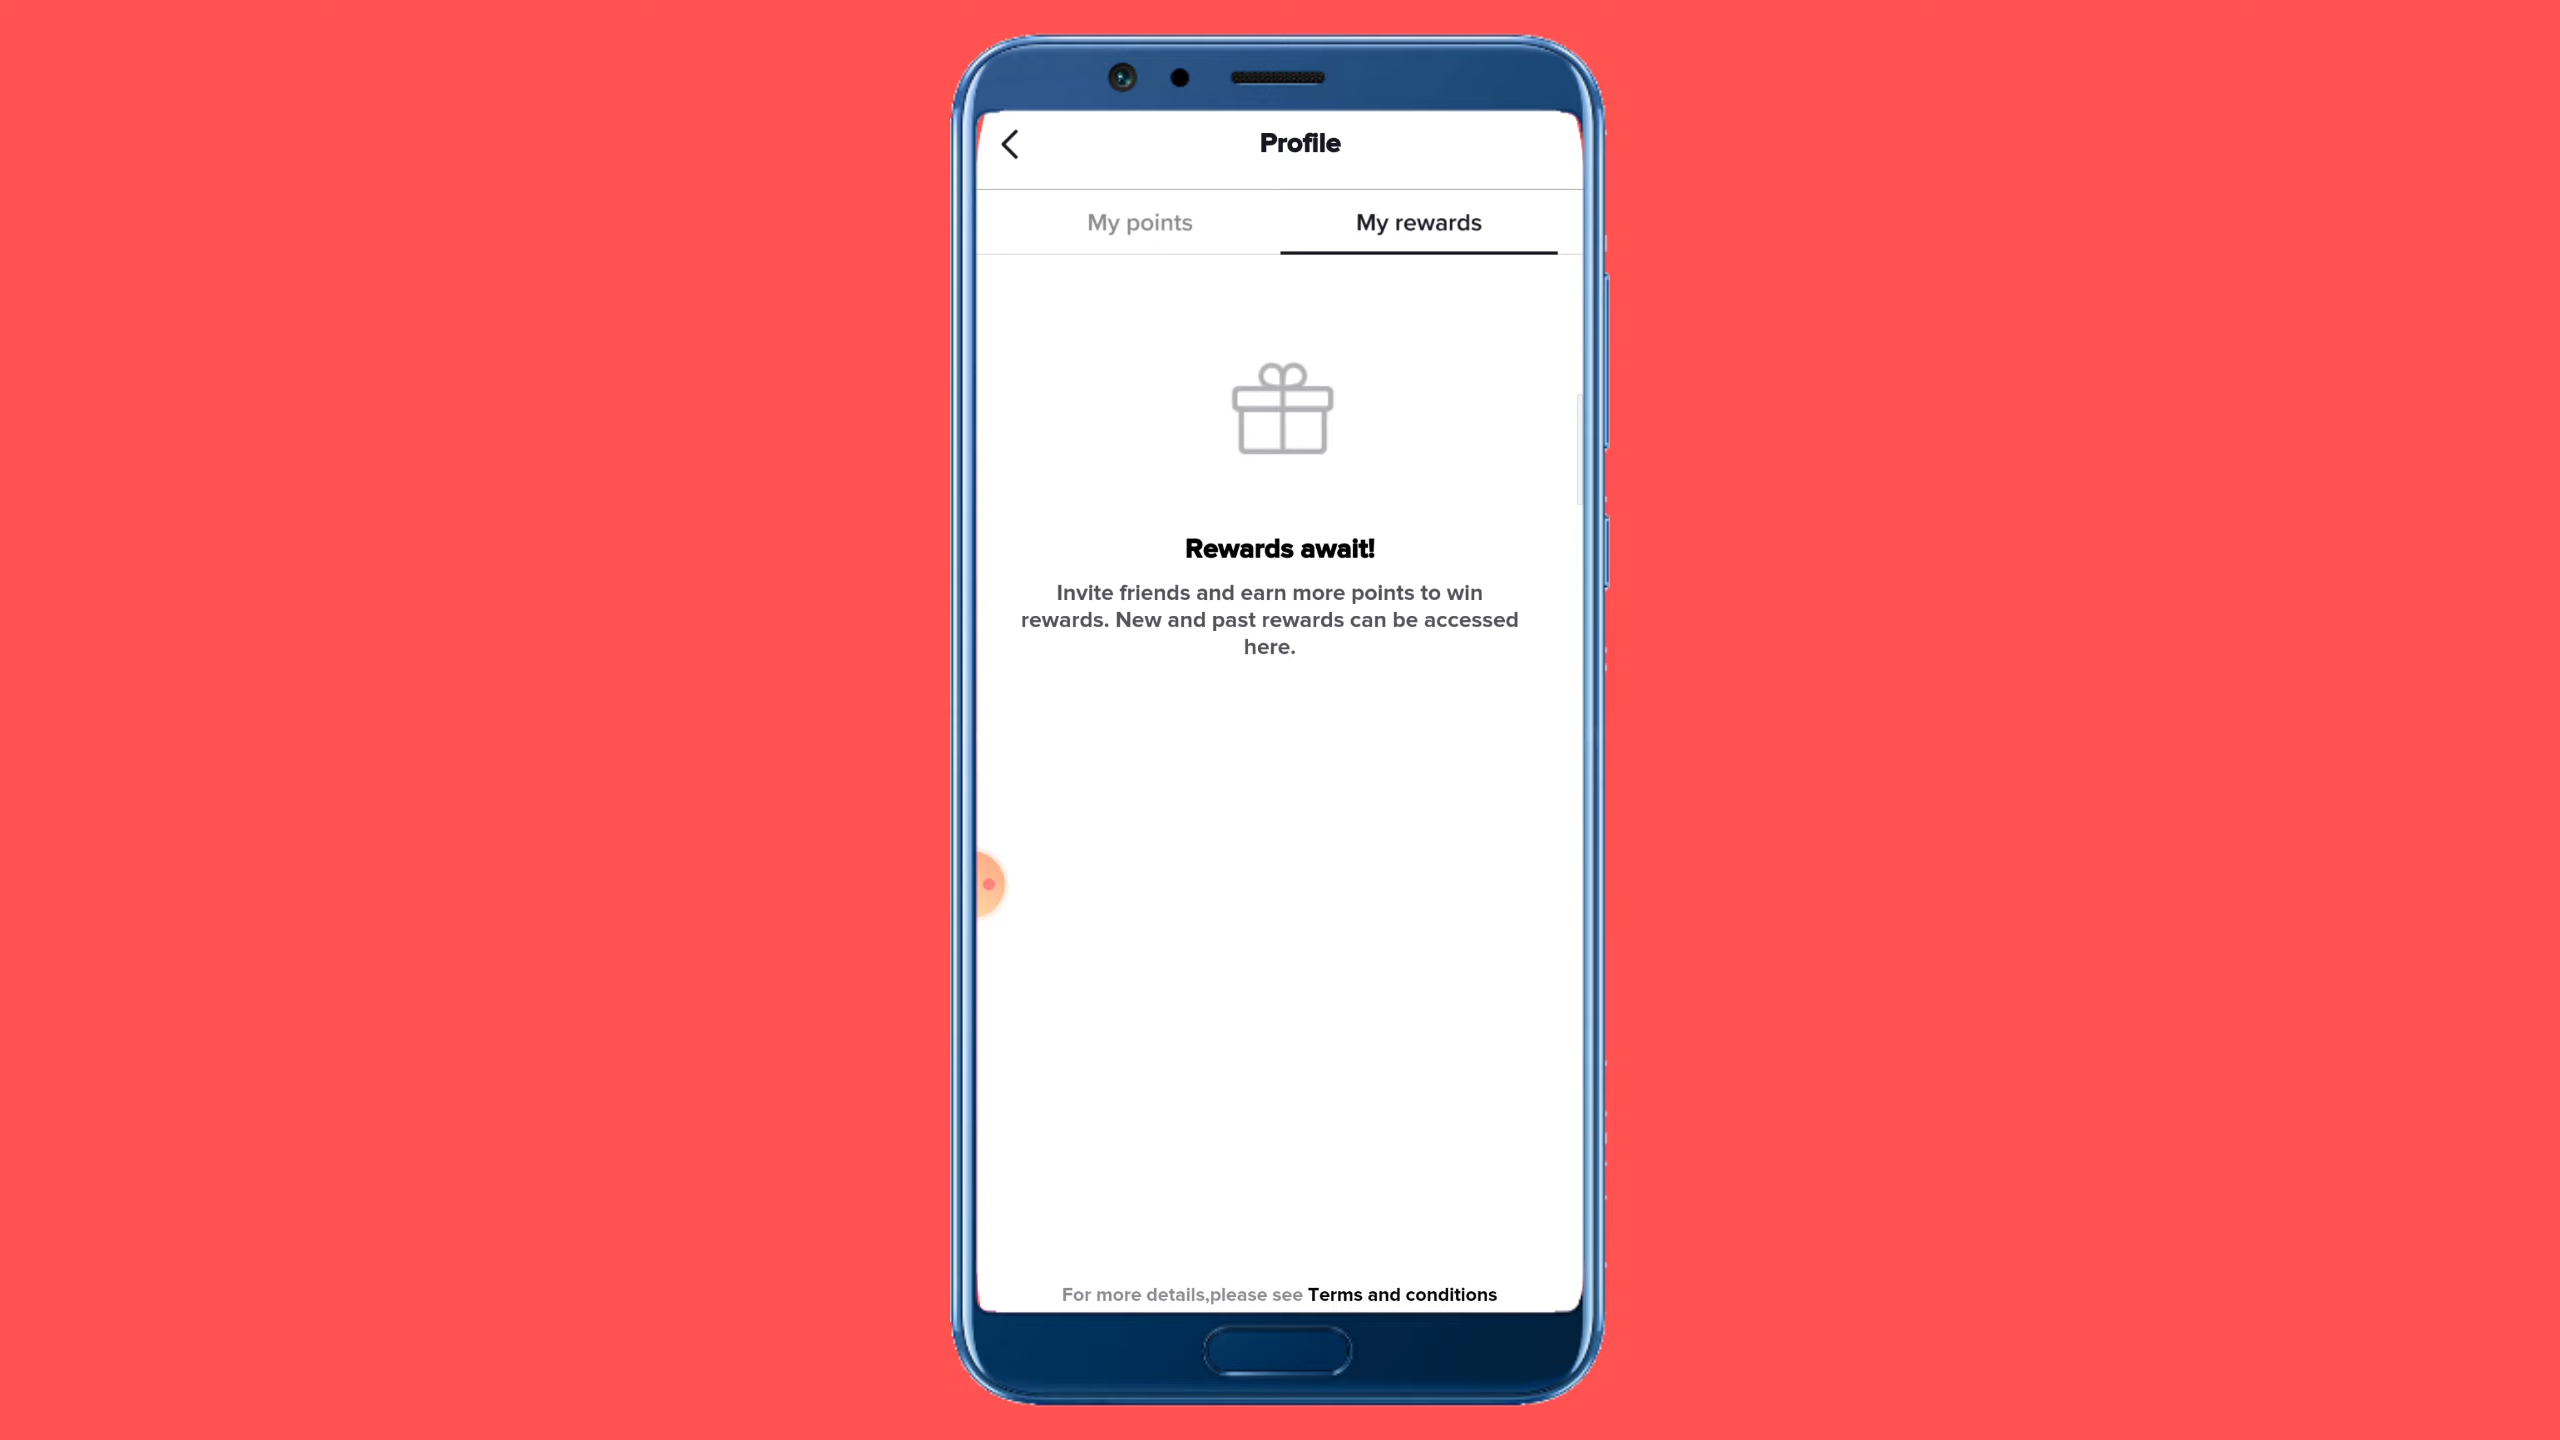 Profile
My points
My rewards
Rewards await!
Invite friends and earn more points to win
rewards. New and past rewards can be accessed
here.
For more details,please see Terms and conditions